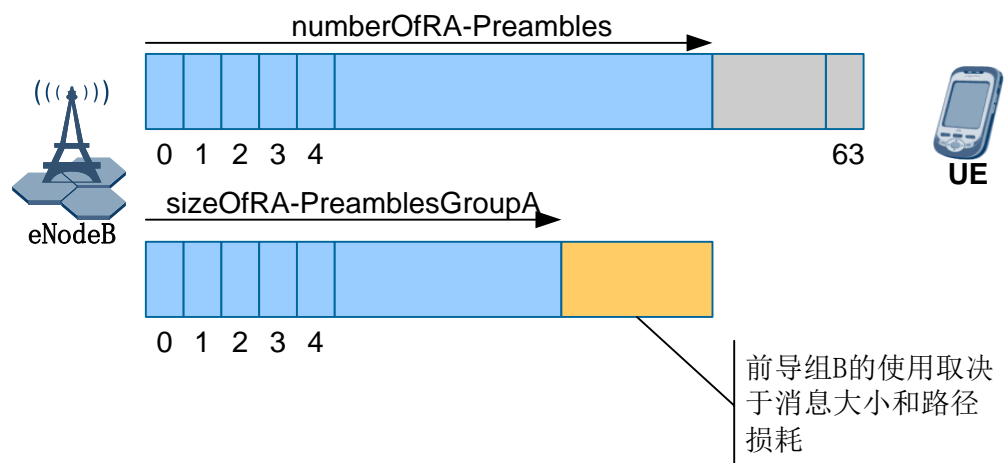 numberOfRA-Preambles
0 1 2 3 4 63
UE
sizeOfRA-PreamblesGroupA
eNodeB
0 1 2 3 4
前导组B的使用取决
于消息大小和路径
损耗